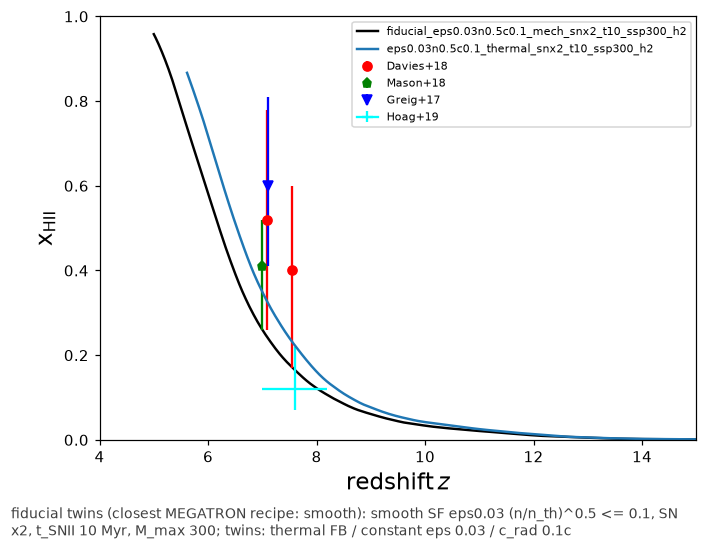 1.0
0.8
0.6
0.4
0.2
0.0
x_HII
4 6 8 10 12 14
redshift z
fiducial_eps0.03n0.5c0.1_mech_snx2_t10_ssp300_h2
eps0.03n0.5c0.1_thermal_snx2_t10_ssp300_h2
Davies+18
Mason+18
Greig+17
Hoag+19
fiducial twins (closest MEGATRON recipe: smooth): smooth SF eps0.03 (n/n_th)^0.5 <= 0.1, SN
x2, t_SNII 10 Myr, M_max 300; twins: thermal FB / constant eps 0.03 / c_rad 0.1c